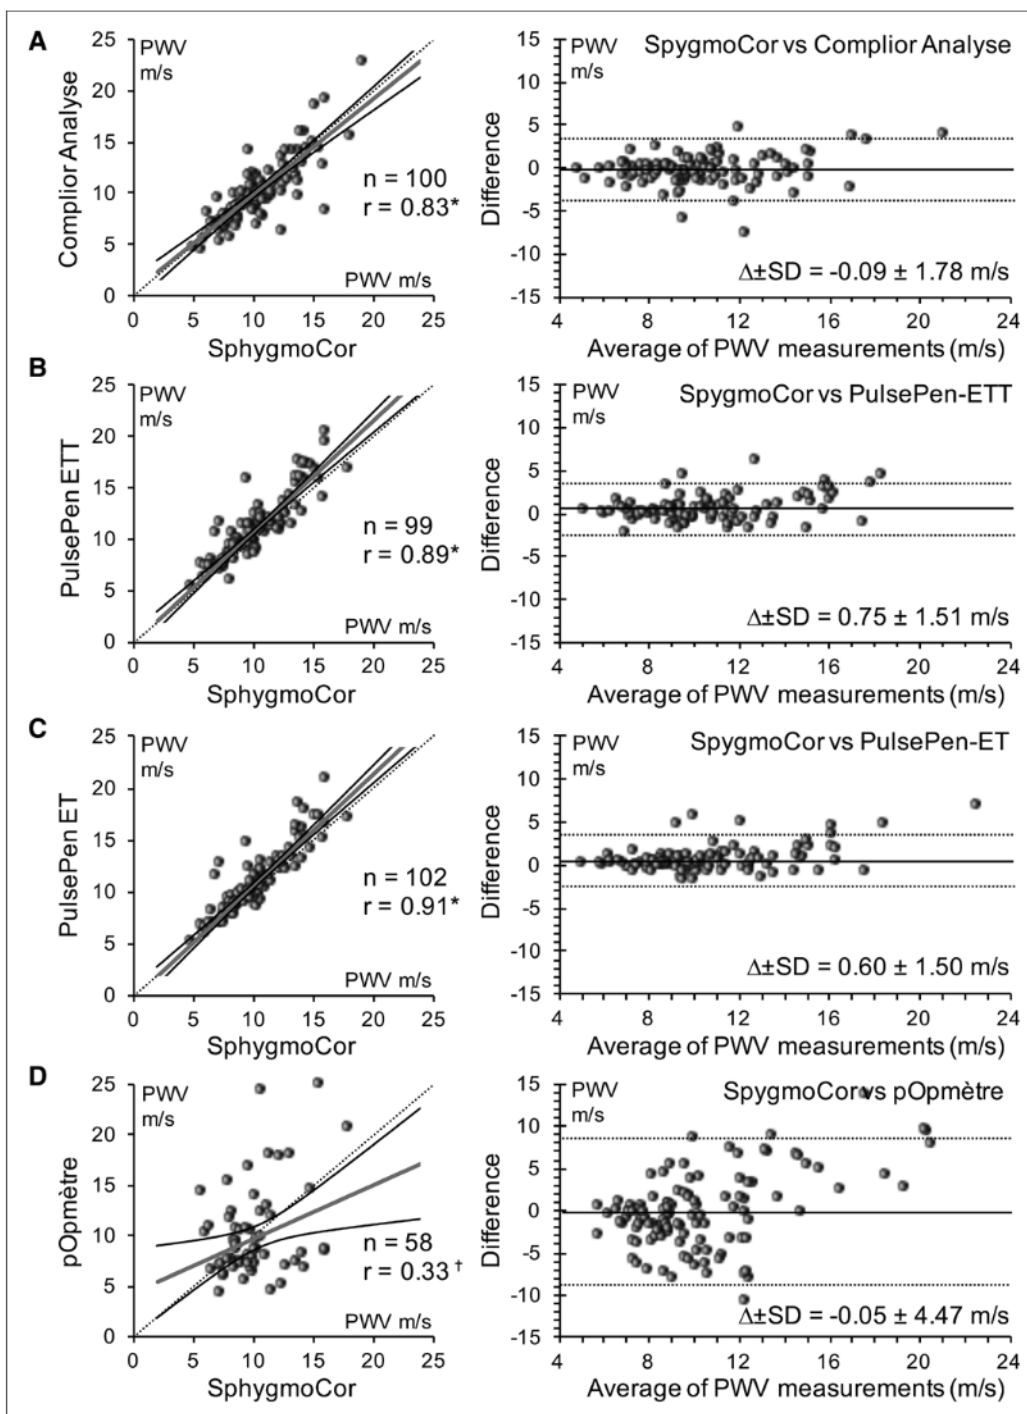 A
25
20
15
10
5
0
PWV
m/s
Complior Analyse
n = 100
r = 0.83*
PWV m/s
0 5 10 15 20 25
SphygmoCor
15
10
5
0
-5
-10
-15
PWV
m/s
SpygmoCor vs Complior Analyse
Difference
Δ±SD = -0.09 ± 1.78 m/s
4 8 12 16 20 24
Average of PWV measurements (m/s)
B
25
20
15
10
5
0
PWV
m/s
PulsePen ETT
n = 99
r = 0.89*
PWV m/s
0 5 10 15 20 25
SphygmoCor
15
10
5
0
-5
-10
-15
PWV
m/s
SpygmoCor vs PulsePen-ETT
Difference
Δ±SD = 0.75 ± 1.51 m/s
4 8 12 16 20 24
Average of PWV measurements (m/s)
C
25
20
15
10
5
0
PWV
m/s
PulsePen ET
n = 102
r = 0.91*
PWV m/s
0 5 10 15 20 25
SphygmoCor
15
10
5
0
-5
-10
-15
PWV
m/s
SpygmoCor vs PulsePen-ET
Difference
Δ±SD = 0.60 ± 1.50 m/s
4 8 12 16 20 24
Average of PWV measurements (m/s)
D
25
20
15
10
5
0
PWV
m/s
pOpmètre
n = 58
r = 0.33 †
PWV m/s
0 5 10 15 20 25
SphygmoCor
15
10
5
0
-5
-10
-15
PWV
m/s
SpygmoCor vs pOpmètre
Difference
Δ±SD = -0.05 ± 4.47 m/s
4 8 12 16 20 24
Average of PWV measurements (m/s)